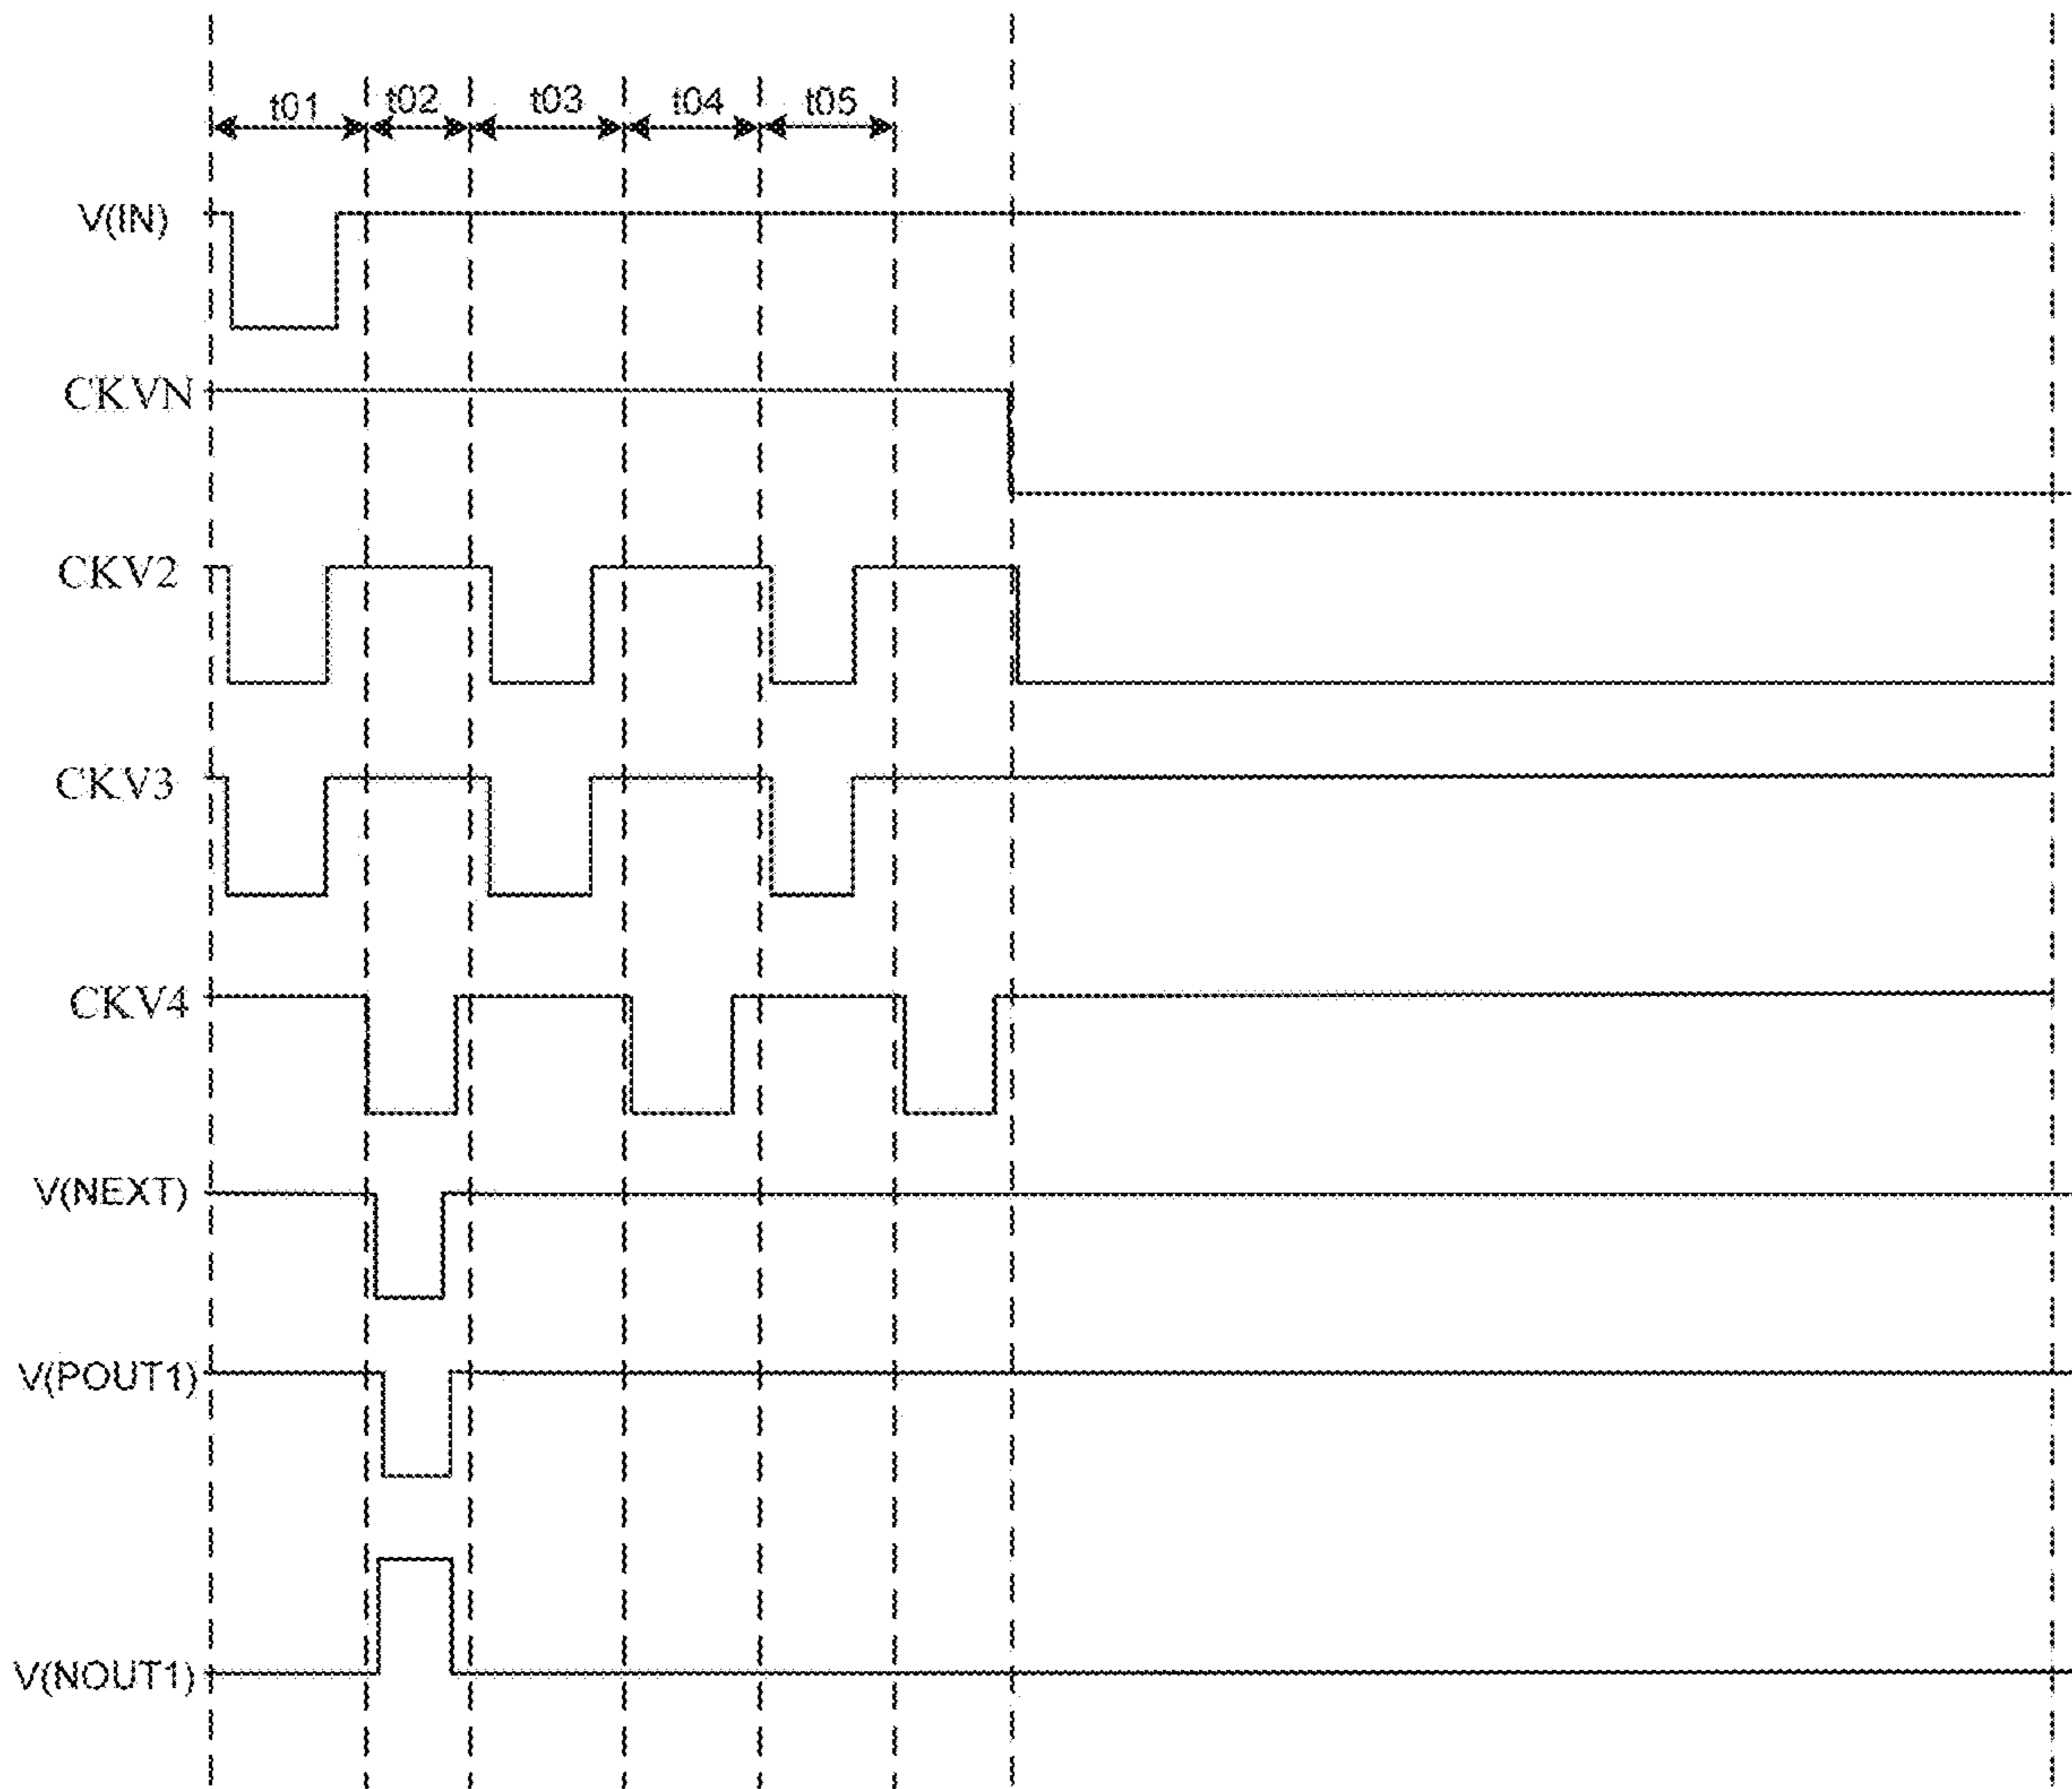 t01 t02 t03 t04 t05
V(IN)
CKVN
CKV2
CKV3
CKV4
V(NEXT)
V(POUT1)
V(NOUT1)